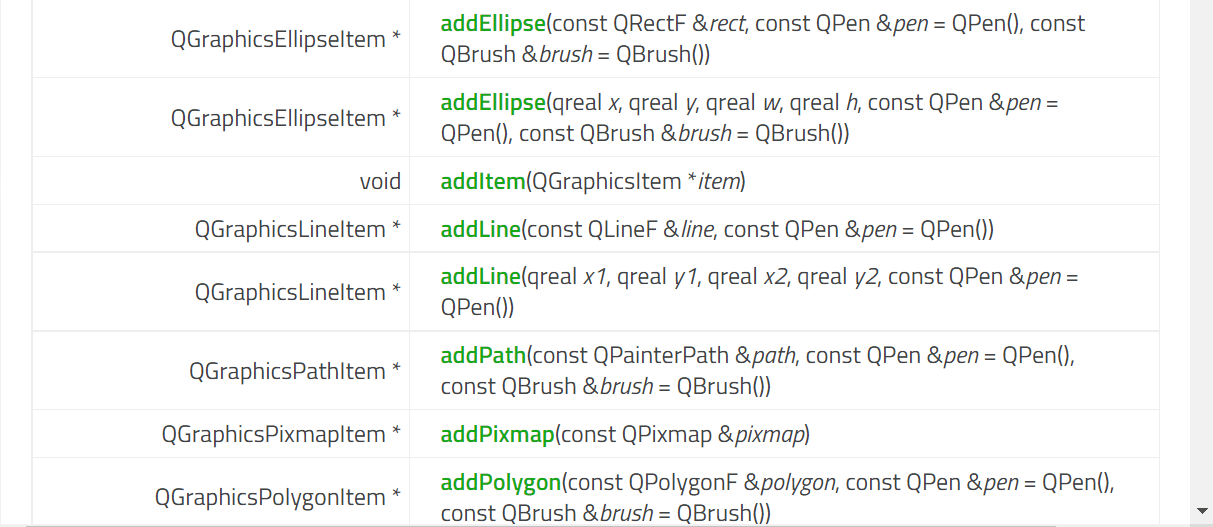 QGraphicsEllipseItem *
addEllipse(const QRectF &rect, const QPen &pen = QPen(), const
QBrush &brush = QBrush())
QGraphicsEllipseItem *
addEllipse(qreal x, qreal y, qreal w, qreal h, const QPen &pen =
QPen(), const QBrush &brush = QBrush())
void
addItem(QGraphicsItem *item)
QGraphicsLineItem *
addLine(const QLineF &line, const QPen &pen = QPen())
QGraphicsLineItem *
addLine(qreal x1, qreal y1, qreal x2, qreal y2, const QPen &pen =
QPen())
QGraphicsPathItem *
addPath(const QPainterPath &path, const QPen &pen = QPen(),
const QBrush &brush = QBrush())
QGraphicsPixmapItem *
addPixmap(const QPixmap &pixmap)
QGraphicsPolygonItem *
addPolygon(const QPolygonF &polygon, const QPen &pen = QPen(),
const QBrush &brush = QBrush())